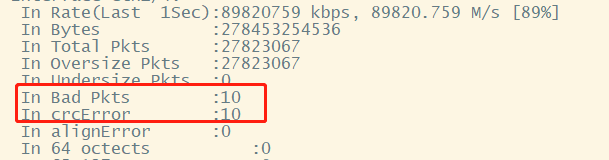 In Rate(Last  1Sec):89820759 kbps, 89820.759 M/s [89%]
In Bytes           :278453254536
In Total Pkts      :27823067
In Oversize Pkts   :27823067
In Undersize Pkts  :0
In Bad Pkts        :10
In crcError        :10
In alignError      :0
In 64 octects          :0